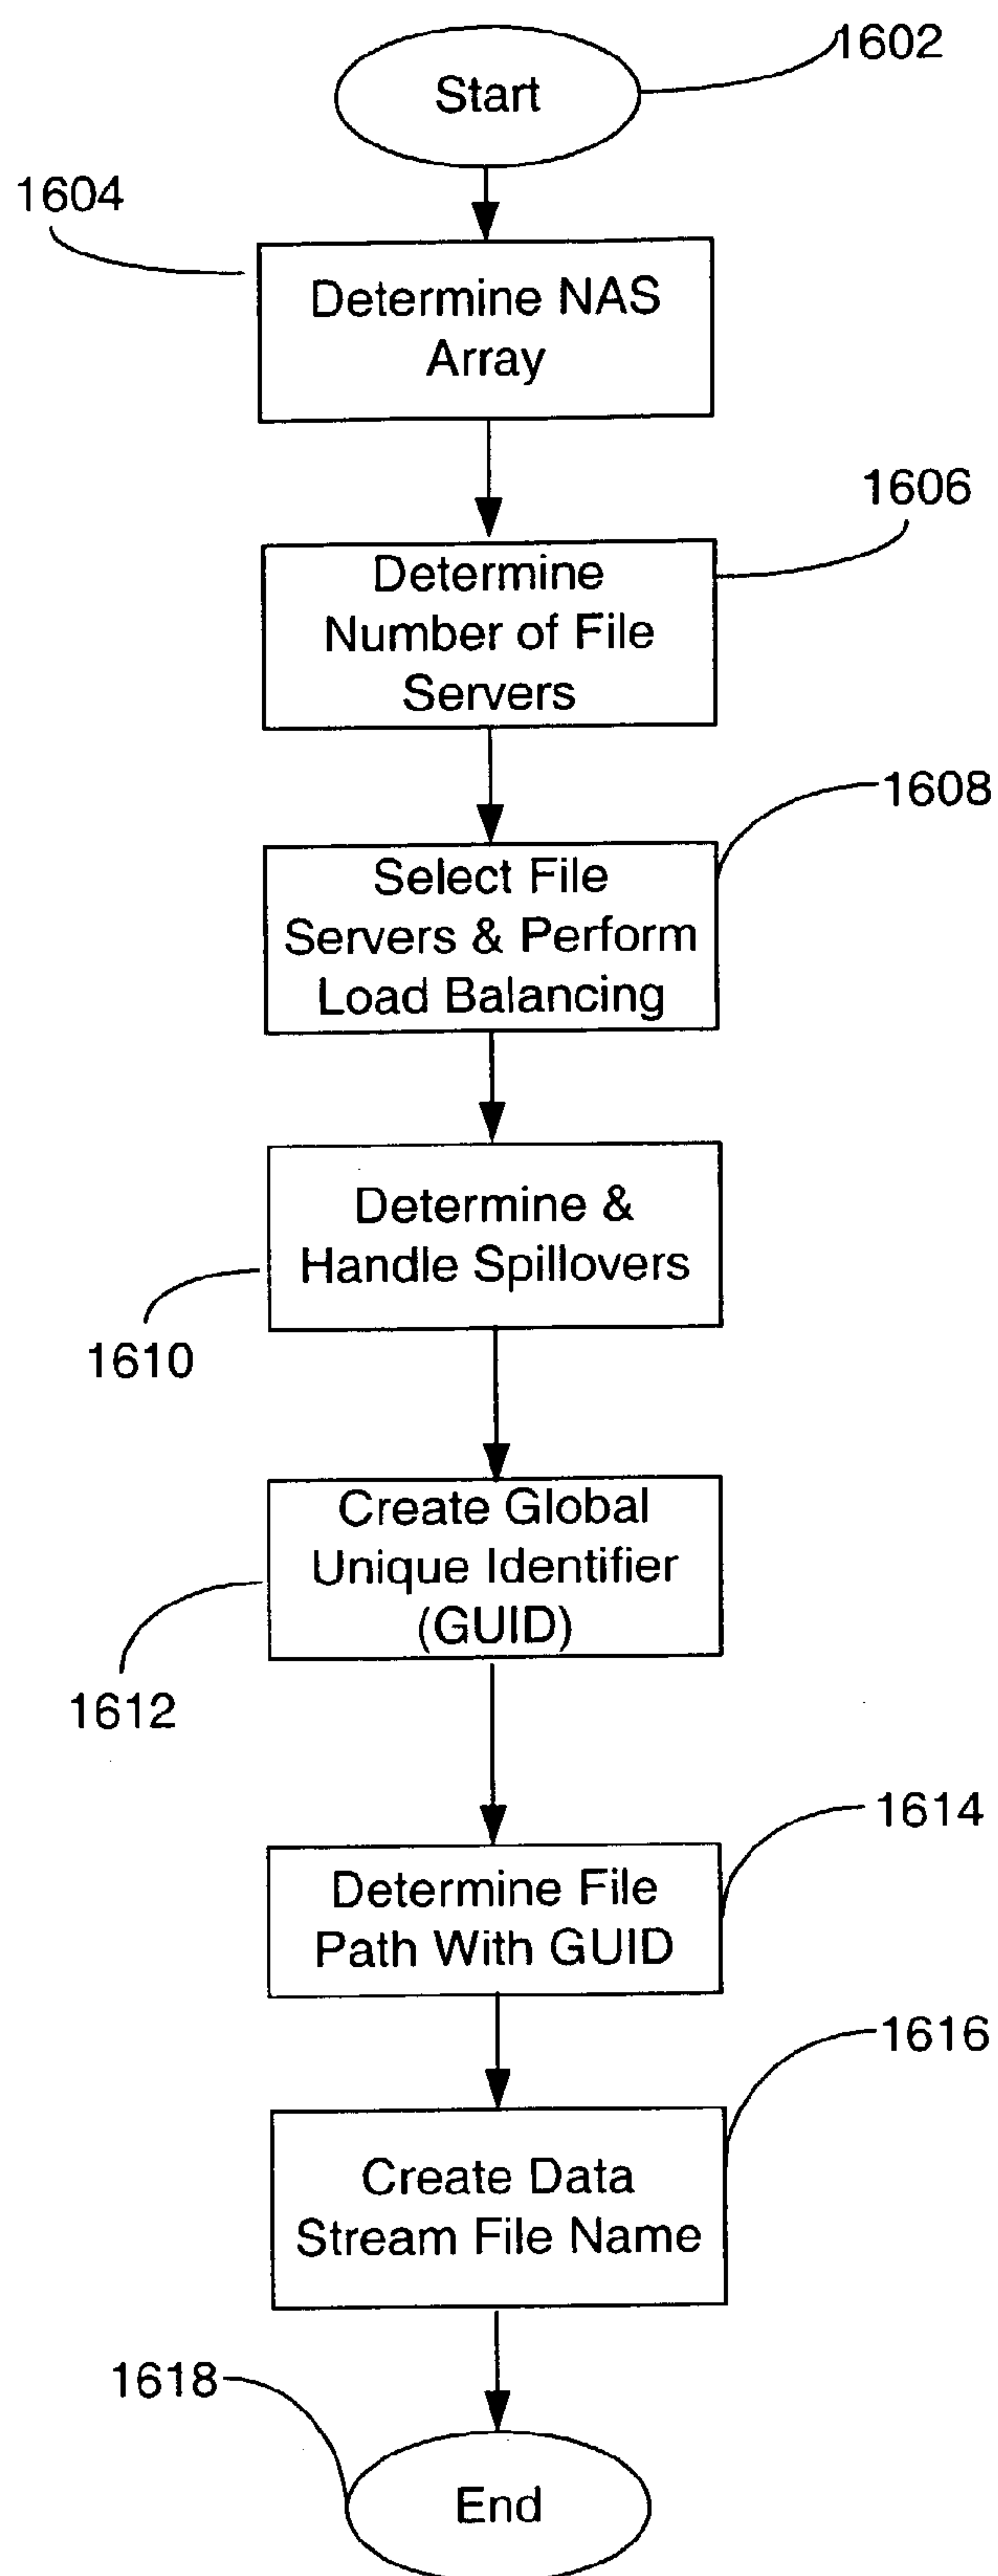 1602
Start
1604
Determine NAS
Array
1606
Determine
Number of File
Servers
1608
Select File
Servers & Perform
Load Balancing
Determine &
Handle Spillovers
1610
Create Global
Unique Identifier
(GUID)
1612
1614
Determine File
Path With GUID
1616
Create Data
Stream File Name
1618
End